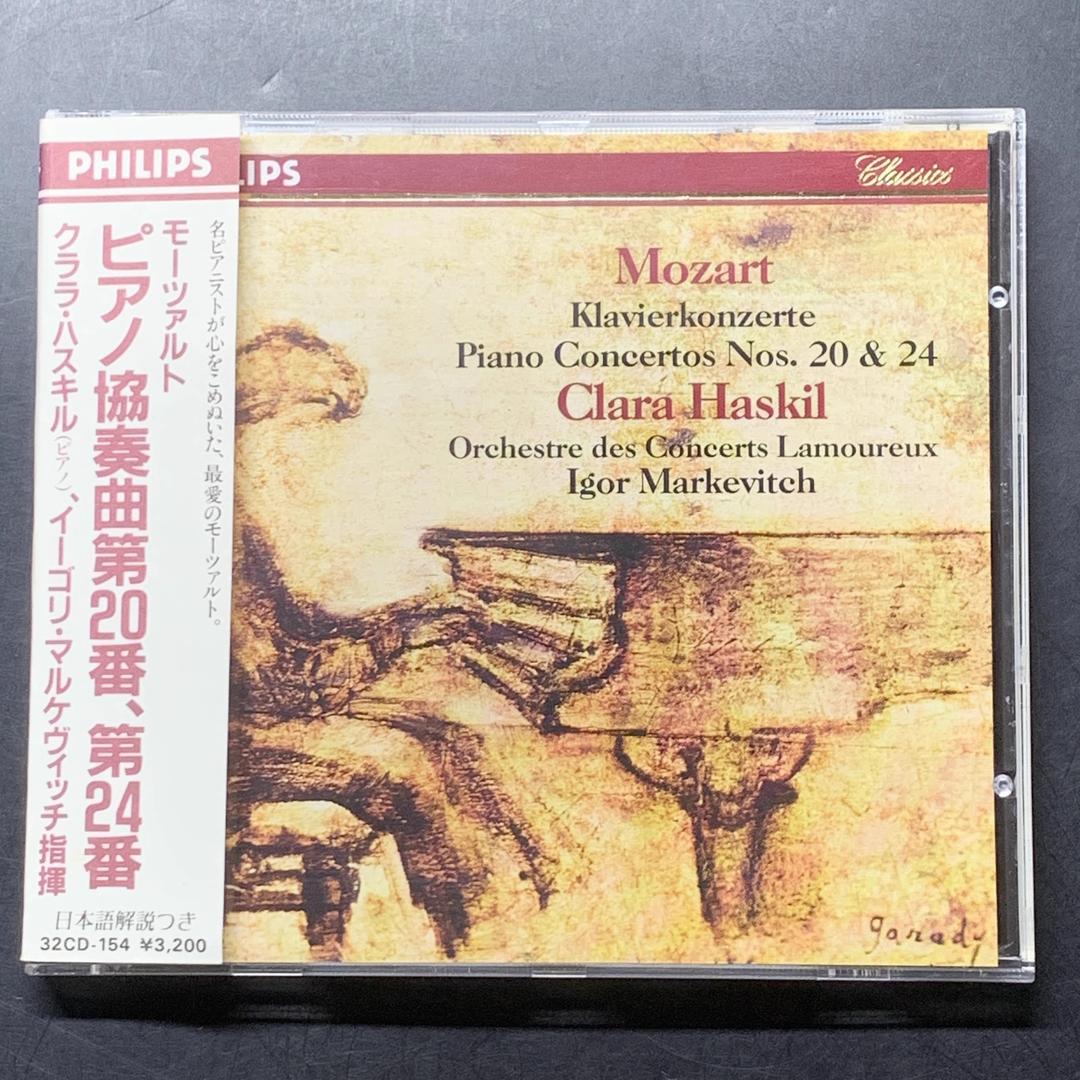 PHILIPS
名ピアニストが心をこめぬいた、最愛のモーツァルト。
モーツァルト
ピアノ協奏曲第20番、第24番
クララ・ハスキル(ピアノ)、イーゴリ・マルケヴィッチ指揮
日本語解説つき
32CD-154 ¥3,200
LIPS
Classics
Mozart
Klavierkonzerte
Piano Concertos Nos. 20 & 24
Clara Haskil
Orchestre des Concerts Lamoureux
Igor Markevitch
ganady